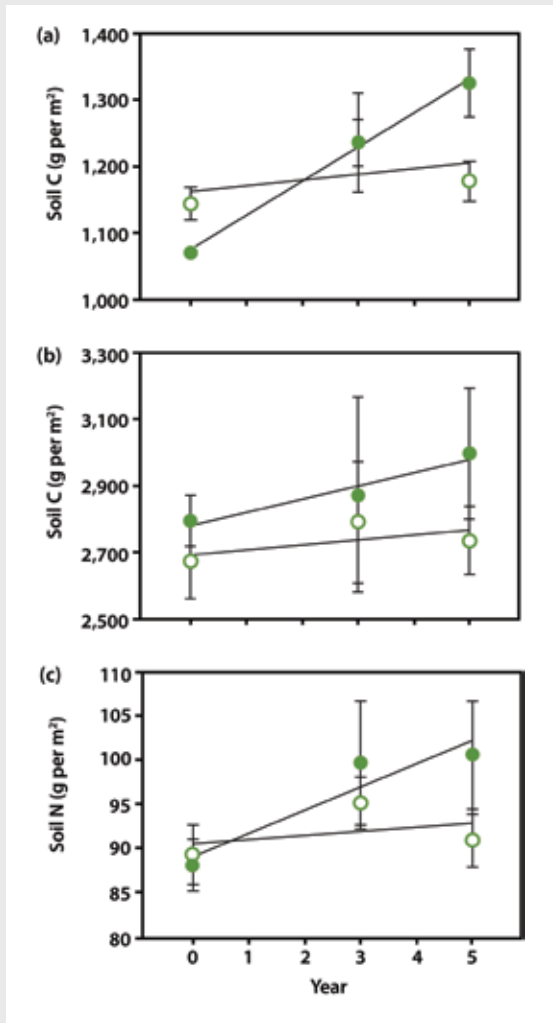 (a)
1,400
1,300
1,200
1,100
1,000
Soil C (g per m²)
(b)
3,300
3,100
2,900
2,700
2,500
Soil C (g per m²)
(c)
110
105
100
95
90
85
80
Soil N (g per m²)
0 1 2 3 4 5
Year